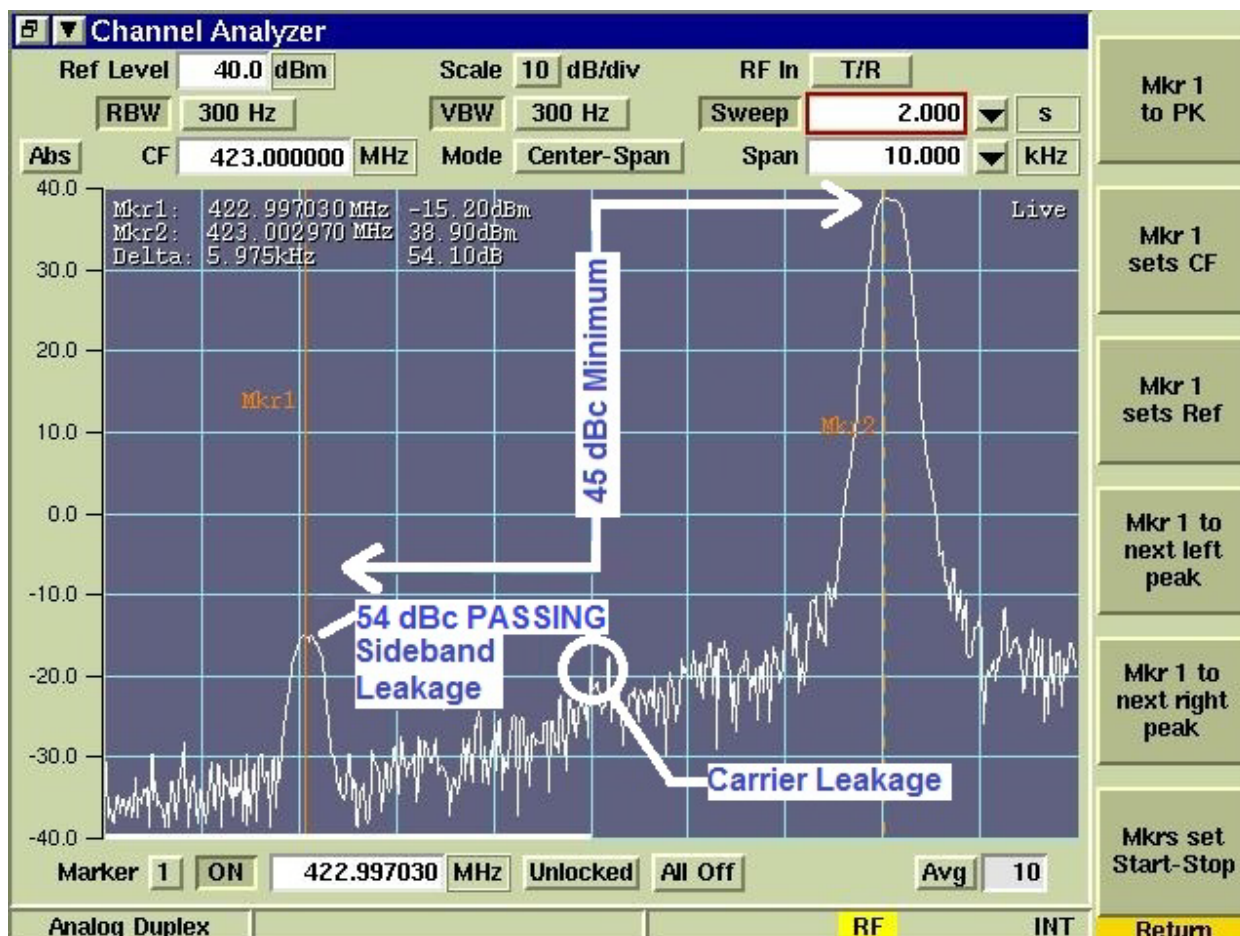 Channel Analyzer
Ref Level 40.0 dBm Scale 10 dB/div RF In T/R
RBW 300 Hz VBW 300 Hz Sweep 2.000 s
Abs CF 423.000000 MHz Mode Center-Span Span 10.000 kHz
Mkr1: 422.997030MHz -15.20dBm
Mkr2: 423.002970 MHz 38.90dBm
Delta: 5.975kHz 54.10dB
Live
40.0
30.0
20.0
10.0
0.0
-10.0
-20.0
-30.0
-40.0
Mkr1
Mkr2
45 dBc Minimum
54 dBc PASSING
Sideband
Leakage
Carrier Leakage
Marker 1 ON 422.997030 MHz Unlocked All Off Avg 10
Analog Duplex RF INT
Mkr 1
to PK
Mkr 1
sets CF
Mkr 1
sets Ref
Mkr 1 to
next left
peak
Mkr 1 to
next right
peak
Mkrs set
Start-Stop
Return